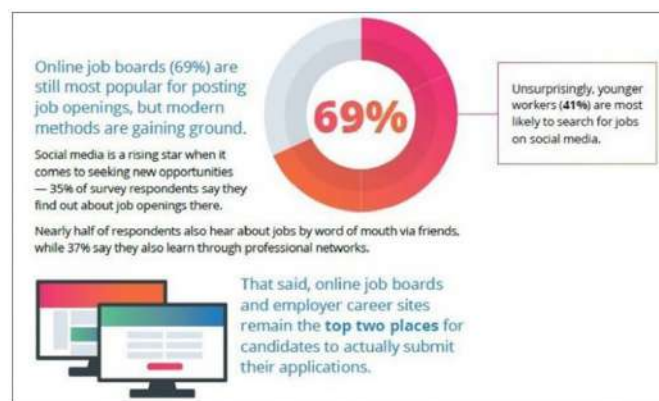 Online job boards (69%) are
still most popular for posting
job openings, but modern
methods are gaining ground.
Social media is a rising star when it
comes to seeking new opportunities
— 35% of survey respondents say they
find out about job openings there.
Nearly half of respondents also hear about jobs by word of mouth via friends,
while 37% say they also learn through professional networks.
69%
Unsurprisingly, younger
workers (41%) are most
likely to search for jobs
on social media.
That said, online job boards
and employer career sites
remain the top two places for
candidates to actually submit
their applications.